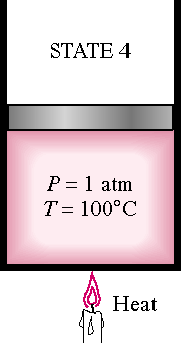 STATE 4
P = 1 atm
T = 100°C
Heat